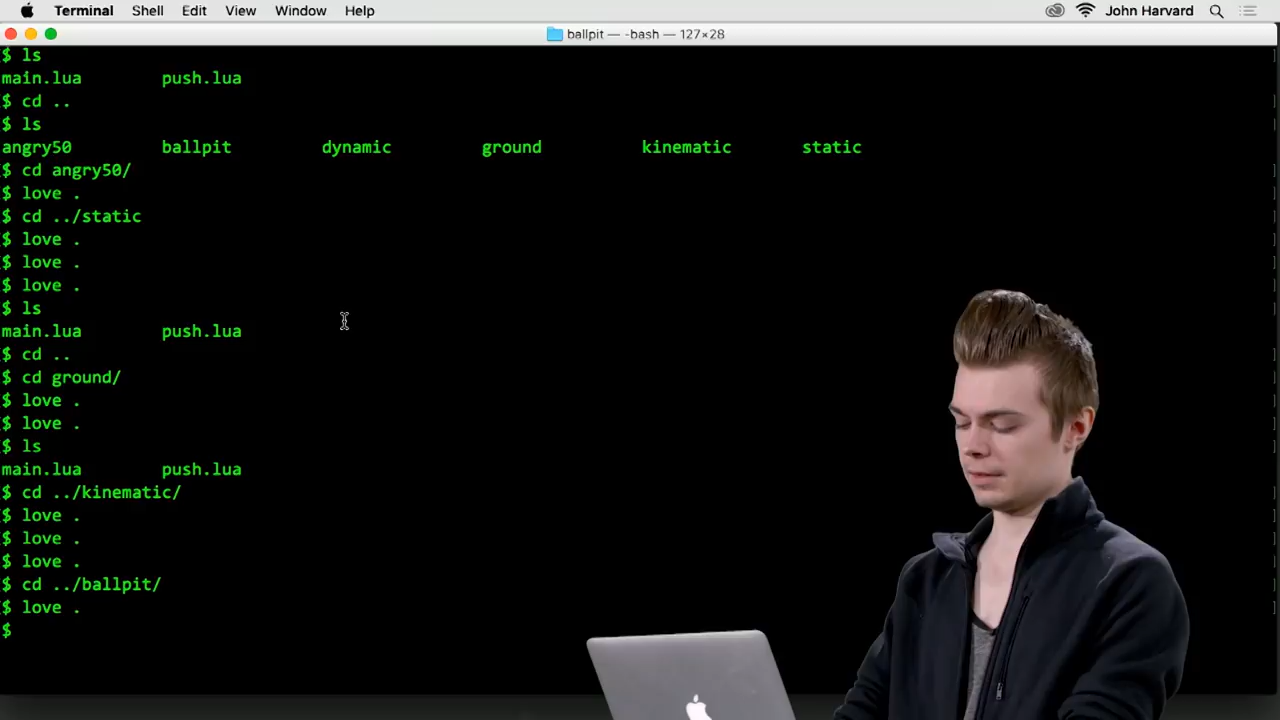 Terminal Shell Edit View Window Help John Harvard
ballpit — -bash — 127×28
$ ls
main.lua push.lua
$ cd ..
$ ls
angry50 ballpit dynamic ground kinematic static
$ cd angry50/
$ love .
$ cd ../static
$ love .
$ love .
$ love .
$ ls
main.lua push.lua
$ cd ..
$ cd ground/
$ love .
$ love .
$ ls
main.lua push.lua
$ cd ../kinematic/
$ love .
$ love .
$ love .
$ cd ../ballpit/
$ love .
$